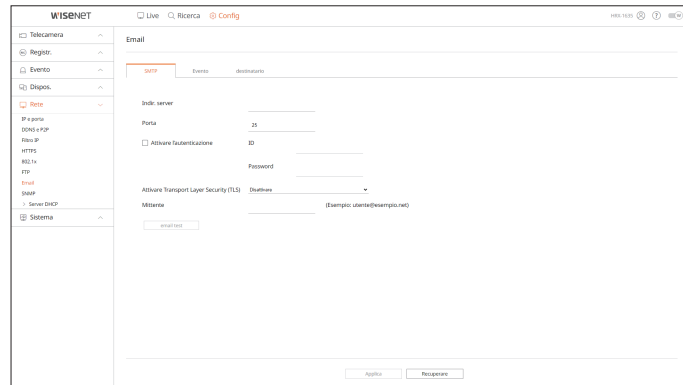 WISENET
Live Ricerca Config
HRX-1635
Telecamera
Registr.
Evento
Dispos.
Rete
IP e porta
DDNS e P2P
Filtro IP
HTTPS
802.1x
FTP
Email
SNMP
> Server DHCP
Sistema
Email
SMTP Evento destinatario
Indir. server
Porta 25
Attivare l'autenticazione ID
Password
Attivare Transport Layer Security (TLS) Disattivare
Mittente (Esempio: utente@esempio.net)
email test
Applica Recuperare